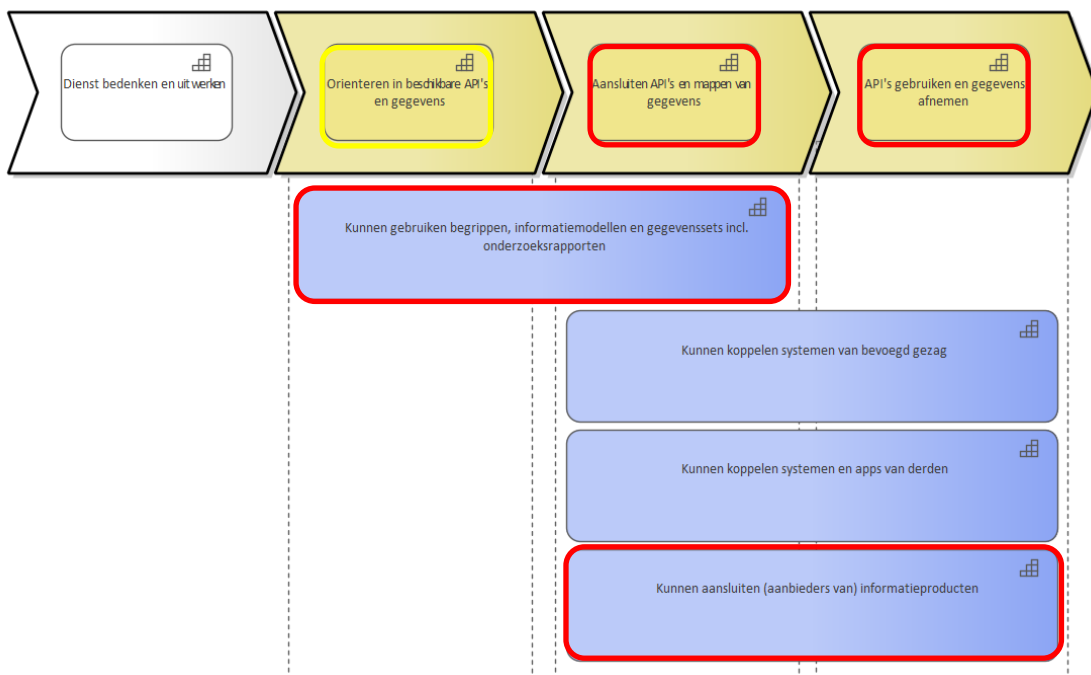 Dienst bedenken en uitwerken
Orienteren in beschikbare API's
en gegevens
Aansluiten API's en mappen van
gegevens
API's gebruiken en gegevens
afnemen
Kunnen gebruiken begrippen, informatiemodellen en gegevenssets incl.
onderzoeksrapporten
Kunnen koppelen systemen van bevoegd gezag
Kunnen koppelen systemen en apps van derden
Kunnen aansluiten (aanbieders van) informatieproducten